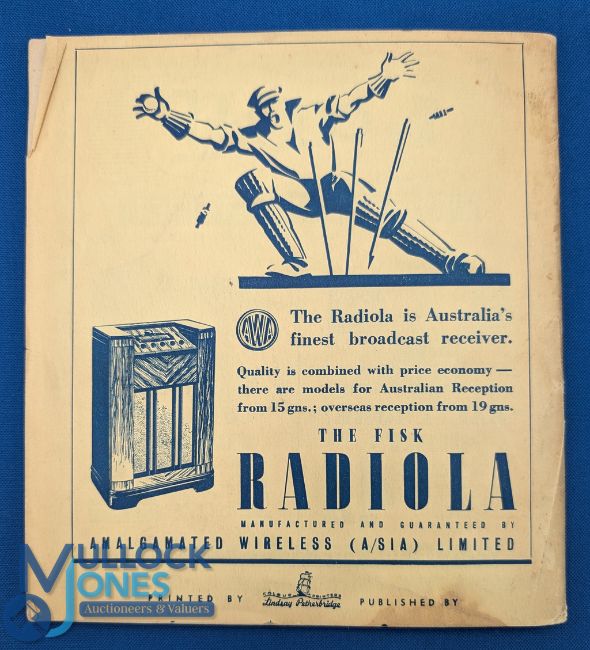 AWA
The Radiola is Australia's
finest broadcast receiver.
Quality is combined with price economy —
there are models for Australian Reception
from 15 gns.; overseas reception from 19 gns.
THE FISK
RADIOLA
MANUFACTURED AND GUARANTEED BY
AMALGAMATED WIRELESS (A/SIA) LIMITED
PRINTED BY
COLOUR PRINTERS
Lindsay Petherbridge
PUBLISHED BY
MULLOCK
JONES
Auctioneers & Valuers